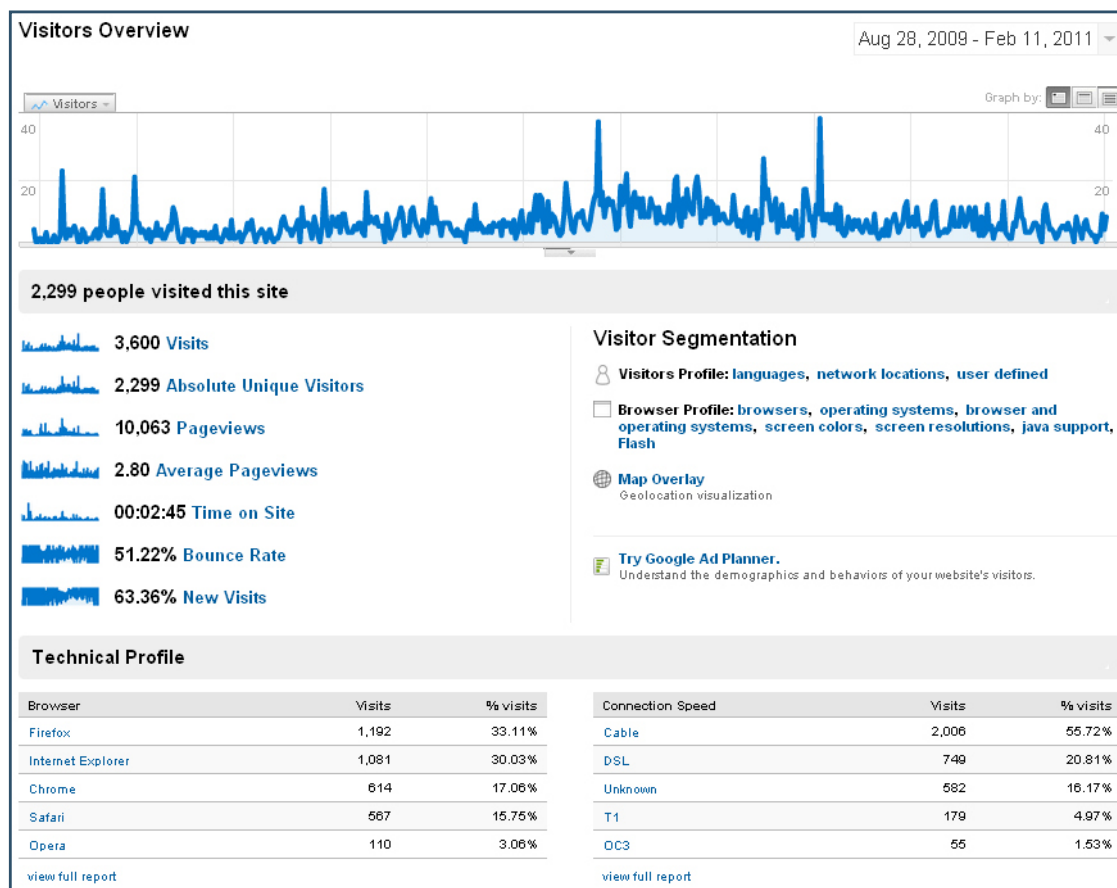 Visitors Overview
Aug 28, 2009 - Feb 11, 2011
Visitors
Graph by:
40
40
20
20
2,299 people visited this site
3,600 Visits
2,299 Absolute Unique Visitors
10,063 Pageviews
2.80 Average Pageviews
00:02:45 Time on Site
51.22% Bounce Rate
63.36% New Visits
Visitor Segmentation
Visitors Profile: languages, network locations, user defined
Browser Profile: browsers, operating systems, browser and
operating systems, screen colors, screen resolutions, java support,
Flash
Map Overlay
Geolocation visualization
Try Google Ad Planner.
Understand the demographics and behaviors of your website's visitors.
Technical Profile
Browser Visits % visits
Firefox 1,192 33.11%
Internet Explorer 1,081 30.03%
Chrome 614 17.06%
Safari 567 15.75%
Opera 110 3.06%
view full report
Connection Speed Visits % visits
Cable 2,006 55.72%
DSL 749 20.81%
Unknown 582 16.17%
T1 179 4.97%
OC3 55 1.53%
view full report